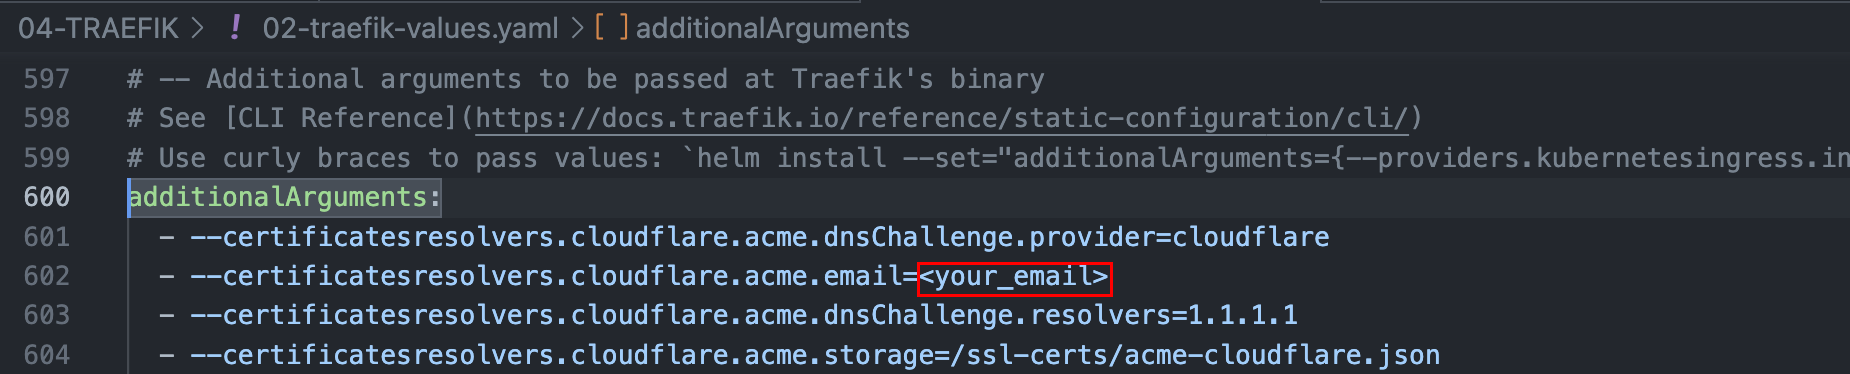 04-TRAEFIK > ! 02-traefik-values.yaml > [ ] additionalArguments
597 # -- Additional arguments to be passed at Traefik's binary
598 # See [CLI Reference](https://docs.traefik.io/reference/static-configuration/cli/)
599 # Use curly braces to pass values: `helm install --set="additionalArguments={--providers.kubernetesingress.in
600 additionalArguments:
601 - --certificatesresolvers.cloudflare.acme.dnsChallenge.provider=cloudflare
602 - --certificatesresolvers.cloudflare.acme.email=<your_email>
603 - --certificatesresolvers.cloudflare.acme.dnsChallenge.resolvers=1.1.1.1
604 - --certificatesresolvers.cloudflare.acme.storage=/ssl-certs/acme-cloudflare.json